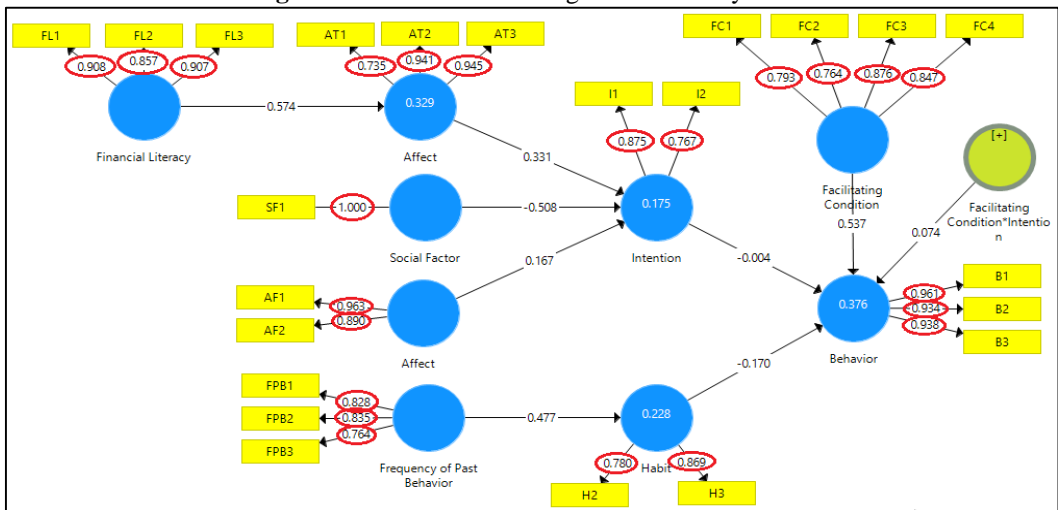 FL1
FL2
FL3
AT1
AT2
AT3
FC1
FC2
FC3
FC4
0.908
0.857
0.907
0.735
0.941
0.945
0.793
0.764
0.876
0.847
0.574
0.329
Financial Literacy
Affect
I1
I2
0.875
0.767
[+]
0.331
Facilitating
Condition
Facilitating
Condition*Intentio
n
SF1
1.000
-0.508
0.175
Social Factor
Intention
0.537
0.074
0.167
-0.004
AF1
AF2
0.963
0.890
Affect
0.376
Behavior
0.961
0.934
0.938
B1
B2
B3
-0.170
FPB1
FPB2
FPB3
0.828
0.835
0.764
0.477
0.228
Frequency of Past
Behavior
Habit
0.780
0.869
H2
H3